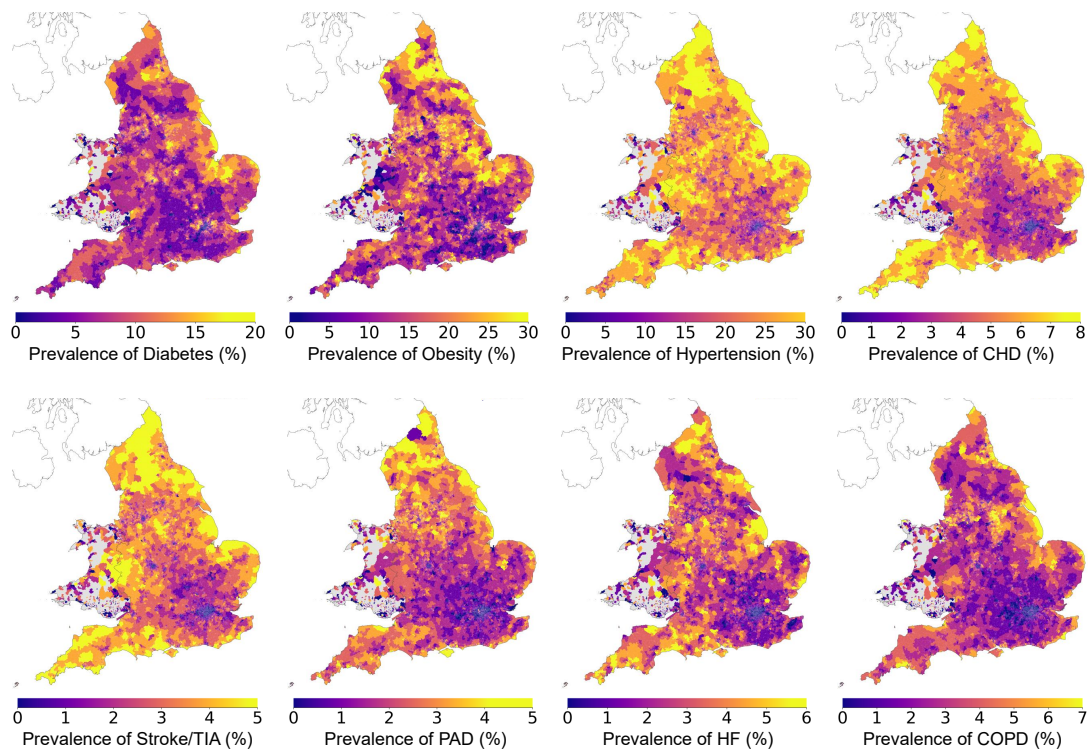 0 5 10 15 20
Prevalence of Diabetes (%)
0 5 10 15 20 25 30
Prevalence of Obesity (%)
0 5 10 15 20 25 30
Prevalence of Hypertension (%)
0 1 2 3 4 5 6 7 8
Prevalence of CHD (%)
0 1 2 3 4 5
Prevalence of Stroke/TIA (%)
0 1 2 3 4 5
Prevalence of PAD (%)
0 1 2 3 4 5 6
Prevalence of HF (%)
0 1 2 3 4 5 6 7
Prevalence of COPD (%)